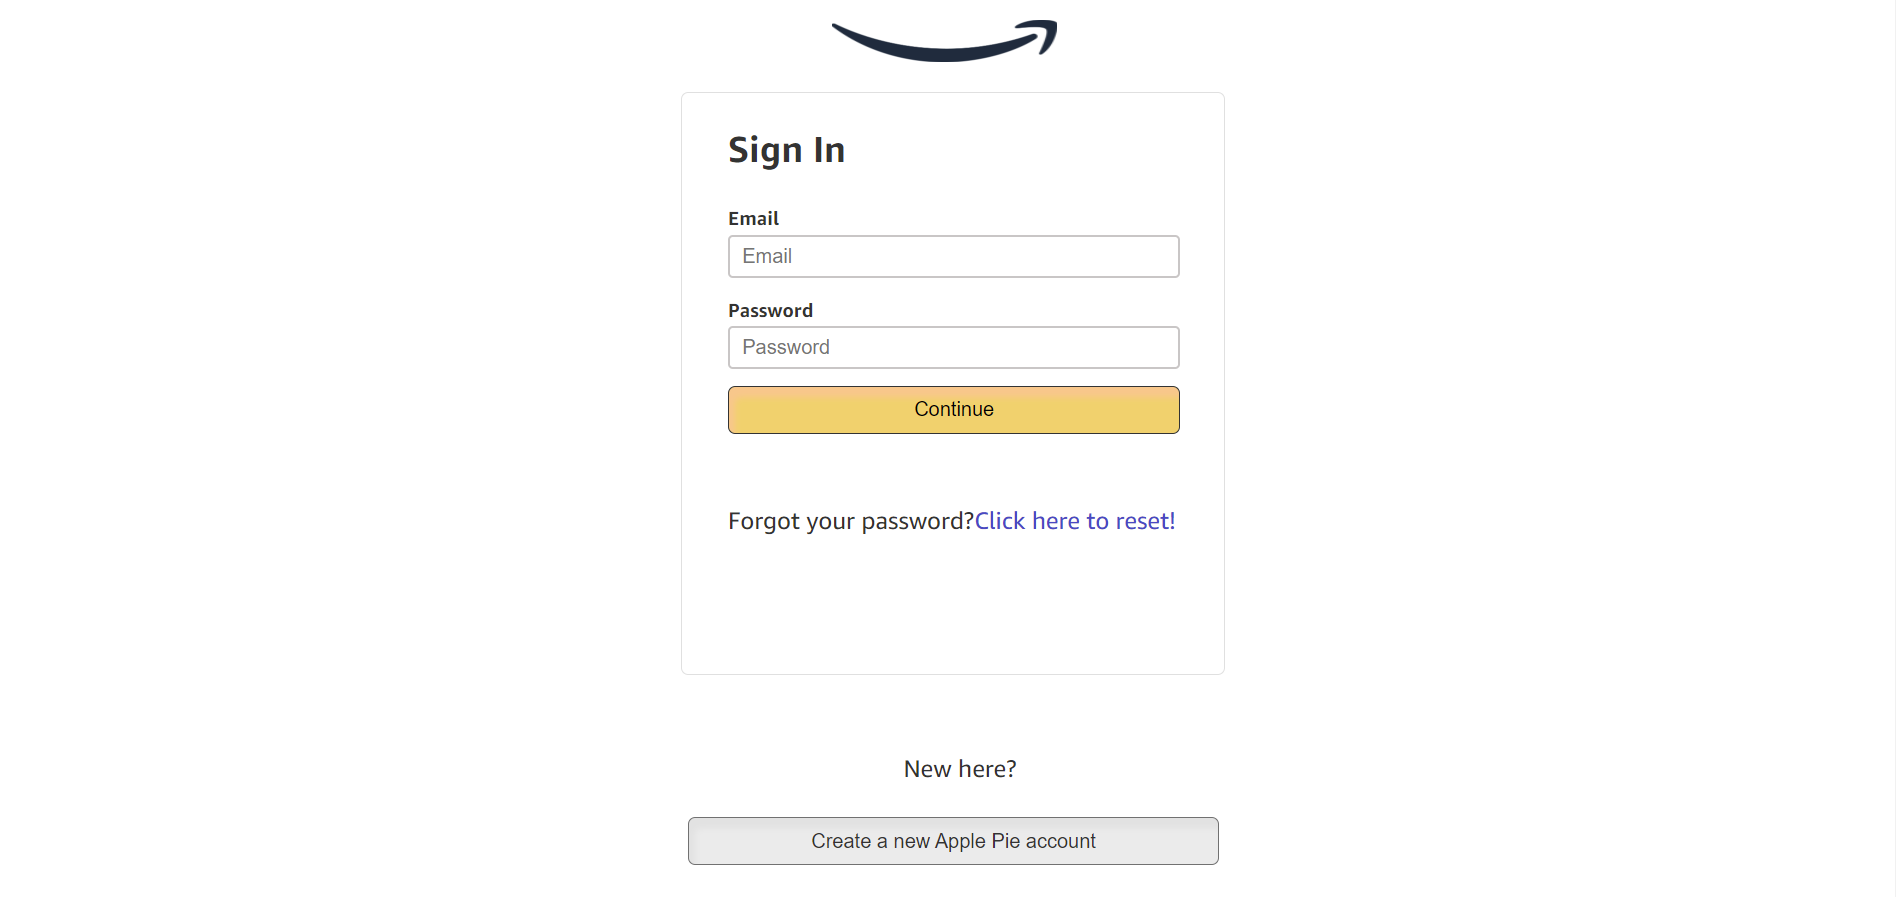 Sign In
Email
Email
Password
Password
Continue
Forgot your password?Click here to reset!
New here?
Create a new Apple Pie account